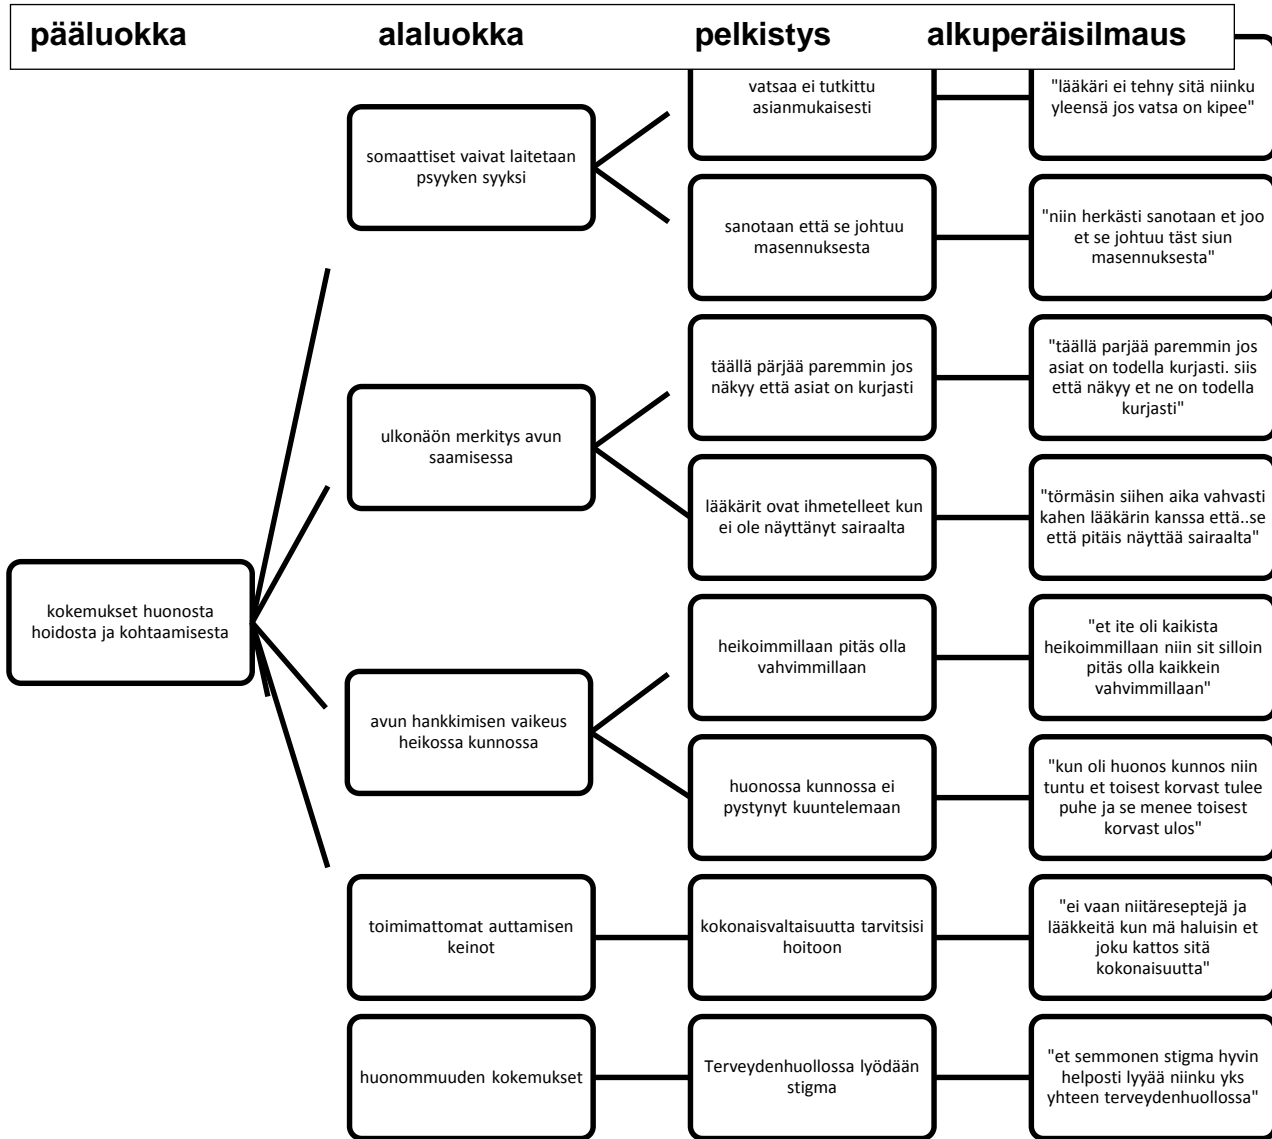 pääluokka alaluokka pelkistys alkuperäisilmaus
kokemukset huonosta
hoidosta ja kohtaamisesta
somaattiset vaivat laitetaan
psyyken syyksi
vatsaa ei tutkittu
asianmukaisesti
"lääkäri ei tehny sitä niinku
yleensä jos vatsa on kipee"
sanotaan että se johtuu
masennuksesta
"niin herkästi sanotaan et joo
et se johtuu täst siun
masennuksesta"
ulkonäön merkitys avun
saamisessa
täällä pärjää paremmin jos
näkyy että asiat on kurjasti
"täällä parjää paremmin jos
asiat on todella kurjasti. siis
että näkyy et ne on todella
kurjasti"
lääkärit ovat ihmetelleet kun
ei ole näyttänyt sairaalta
"törmäsin siihen aika vahvasti
kahen lääkärin kanssa että..se
että pitäis näyttää sairaalta"
avun hankkimisen vaikeus
heikossa kunnossa
heikoimmillaan pitäs olla
vahvimmillaan
"et ite oli kaikista
heikoimmillaan niin sit silloin
pitäs olla kaikkein
vahvimmillaan"
huonossa kunnossa ei
pystynyt kuuntelemaan
"kun oli huonos kunnos niin
tuntu et toisest korvast tulee
puhe ja se menee toisest
korvast ulos"
toimimattomat auttamisen
keinot
kokonaisvaltaisuutta tarvitsisi
hoitoon
"ei vaan niitäreseptejä ja
lääkkeitä kun mä haluisin et
joku kattos sitä
kokonaisuutta"
huonommuuden kokemukset
Terveydenhuollossa lyödään
stigma
"et semmonen stigma hyvin
helposti lyyää niinku yks
yhteen terveydenhuollossa"